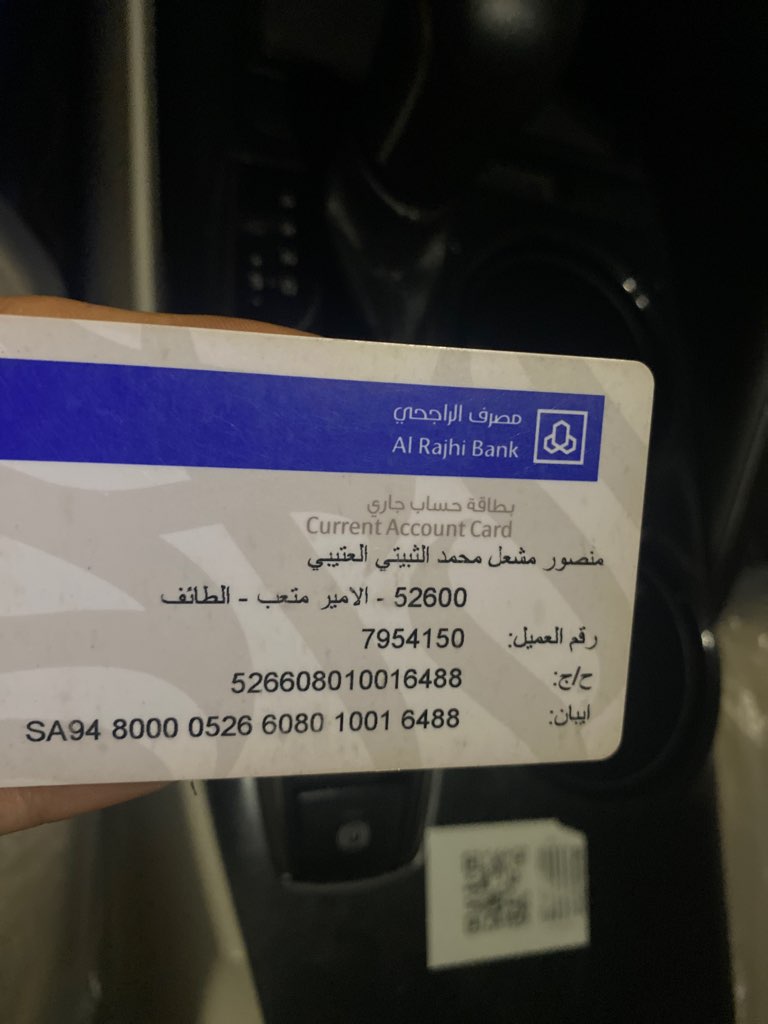 مصرف الراجحي
Al Rajhi Bank
بطاقة حساب جاري
Current Account Card
منصور مشعل محمد الثبيتي العتيبي
52600 - الامير متعب - الطائف
رقم العميل: 7954150
ح/ج: 526608010016488
ايبان: SA94 8000 0526 6080 1001 6488